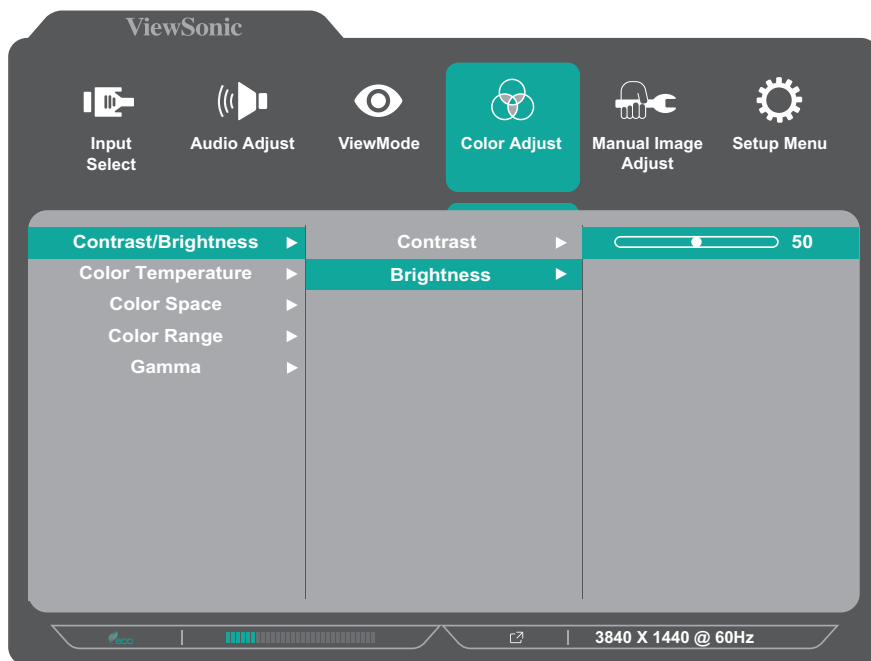 ViewSonic
Input Select
Audio Adjust
ViewMode
Color Adjust
Manual Image Adjust
Setup Menu
Contrast/Brightness
Contrast
50
Color Temperature
Brightness
Color Space
Color Range
Gamma
eco
3840 X 1440 @ 60Hz